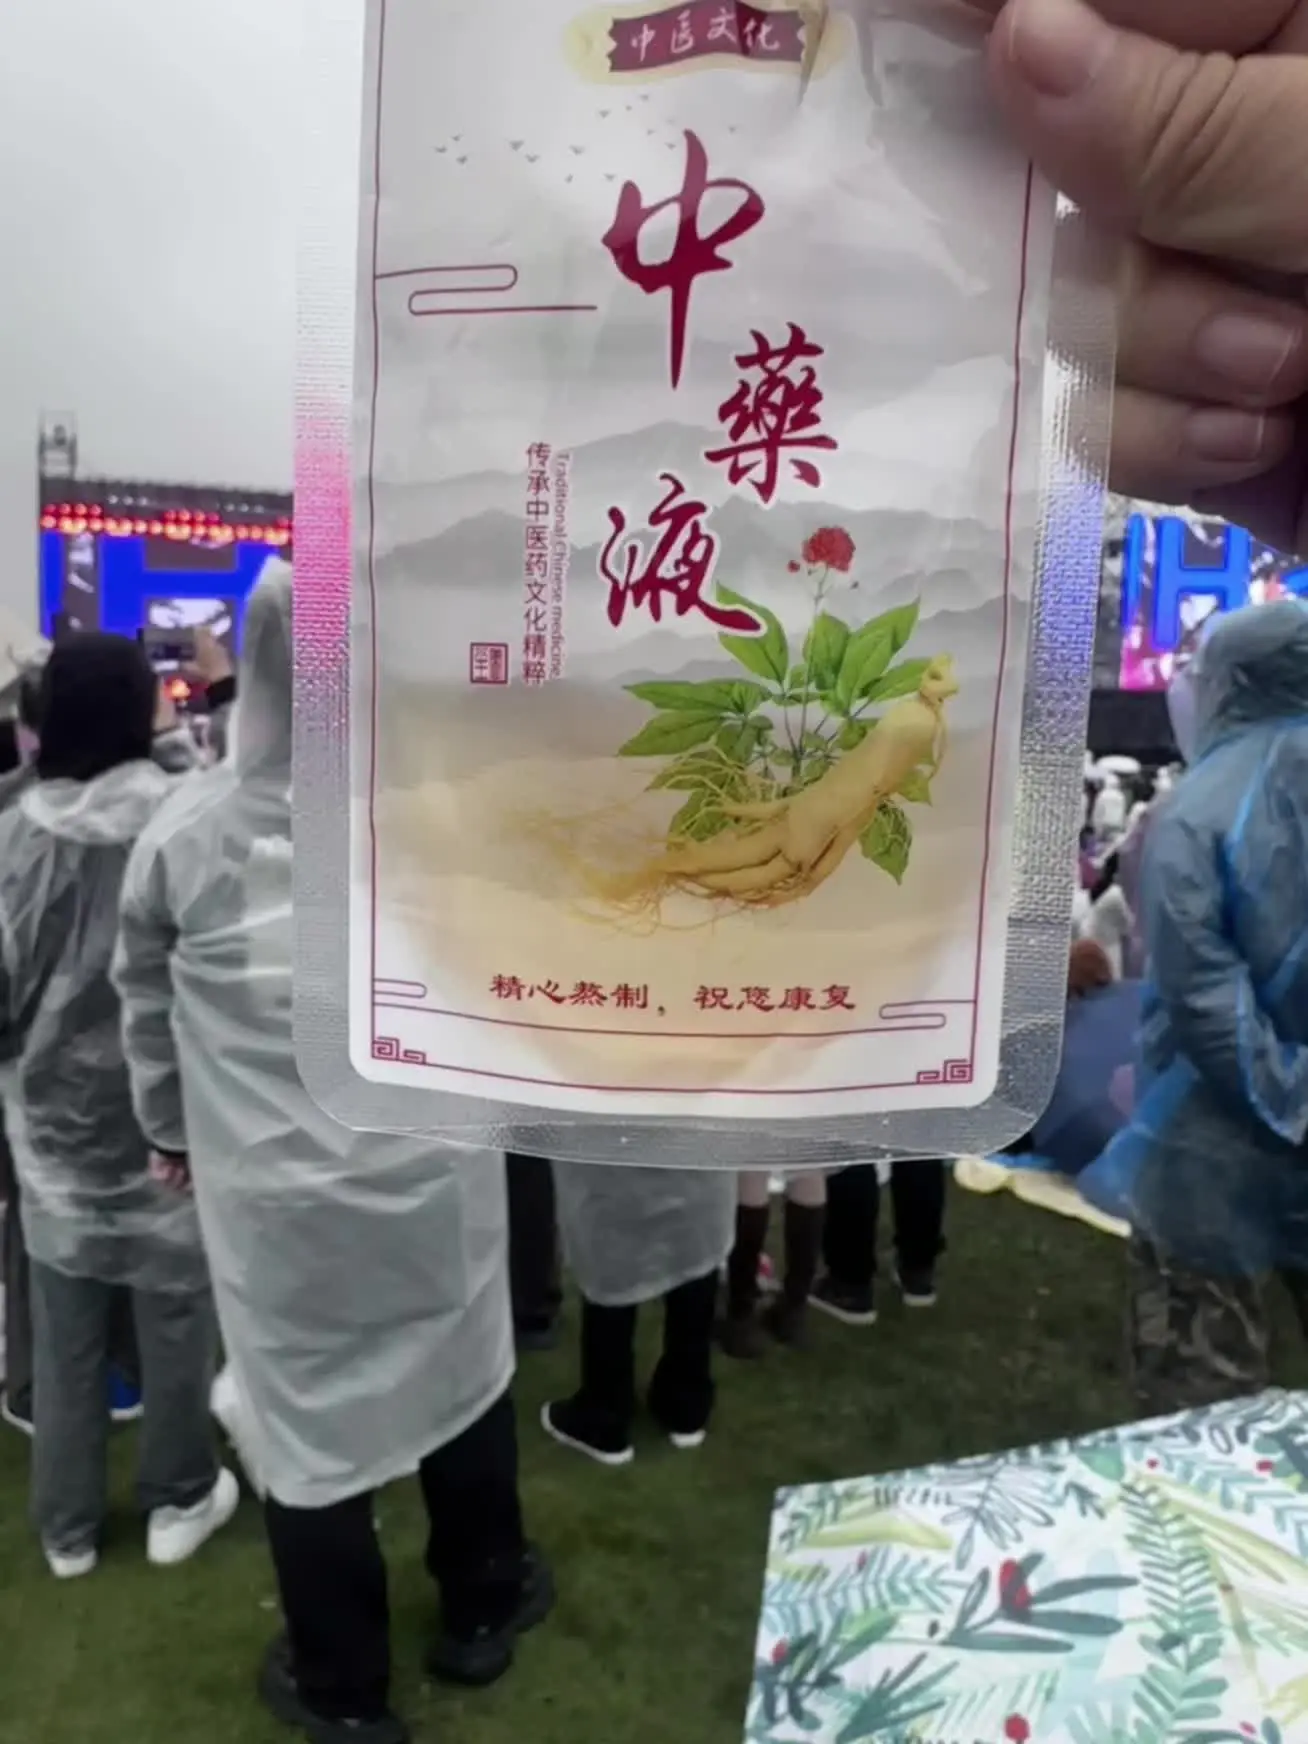 中医文化
中
藥
液
Traditional Chinese medicine
传承中医药文化精粹
精心熬制，祝您康复
H
H